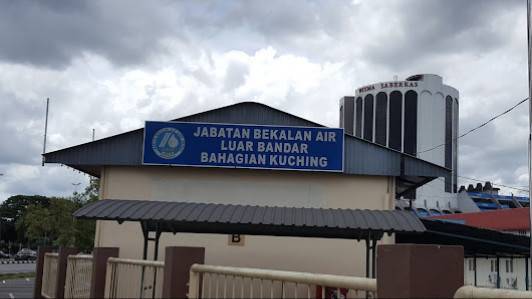 WISMA SABERKAS
JABATAN BEKALAN AIR
LUAR BANDAR
BAHAGIAN KUCHING
B